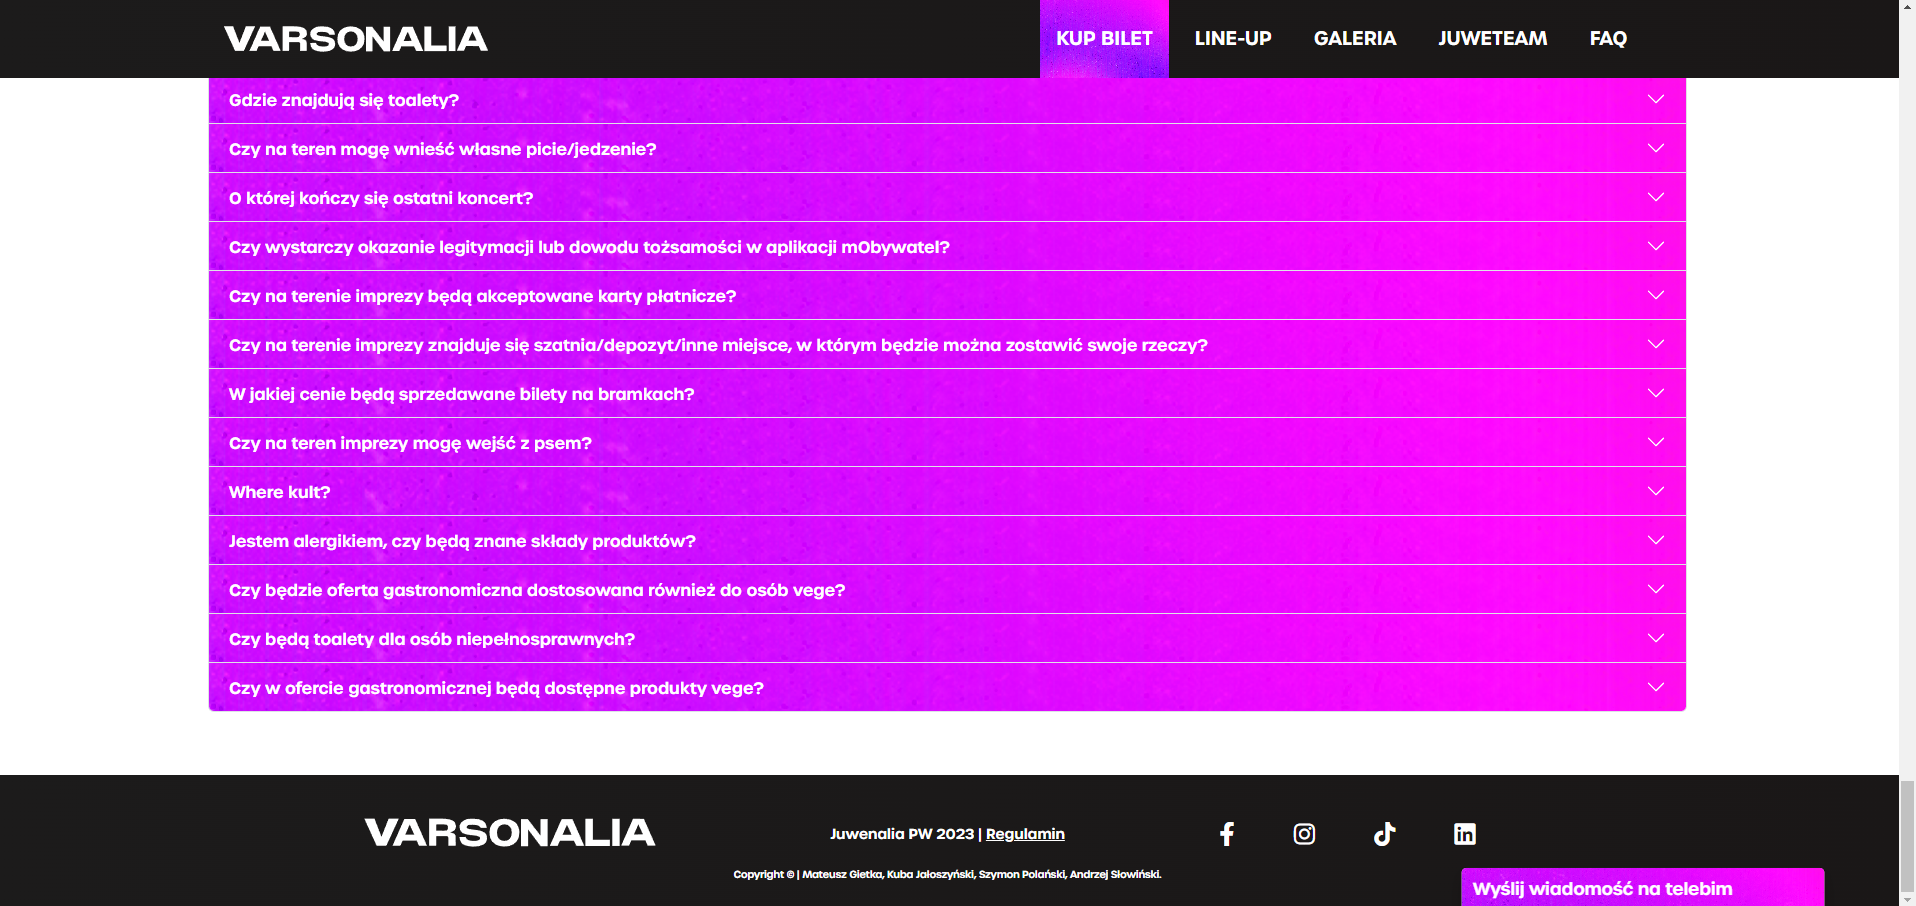 VARSONALIA
KUP BILET
LINE-UP
GALERIA
JUWETEAM
FAQ
Gdzie znajdują się toalety?
Czy na teren mogę wnieść własne picie/jedzenie?
O której kończy się ostatni koncert?
Czy wystarczy okazanie legitymacji lub dowodu tożsamości w aplikacji mObywatel?
Czy na terenie imprezy będą akceptowane karty płatnicze?
Czy na terenie imprezy znajduje się szatnia/depozyt/inne miejsce, w którym będzie można zostawić swoje rzeczy?
W jakiej cenie będą sprzedawane bilety na bramkach?
Czy na teren imprezy mogę wejść z psem?
Where kult?
Jestem alergikiem, czy będą znane składy produktów?
Czy będzie oferta gastronomiczna dostosowana również do osób vege?
Czy będą toalety dla osób niepełnosprawnych?
Czy w ofercie gastronomicznej będą dostępne produkty vege?
VARSONALIA
Juwenalia PW 2023 | Regulamin
Copyright © | Mateusz Gietka, Kuba Jałoszyński, Szymon Polański, Andrzej Słowiński.
Wyślij wiadomość na telebim